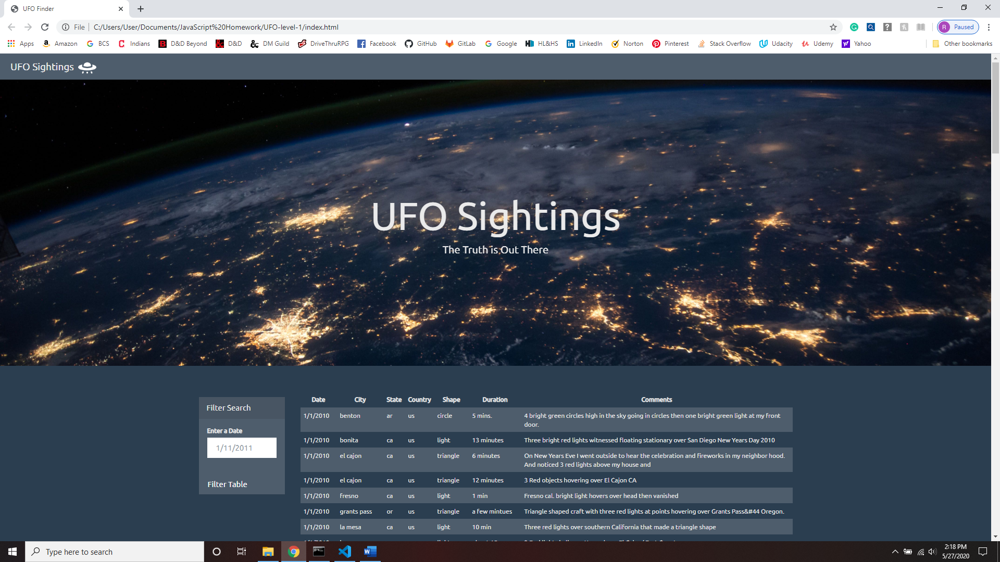 UFO Finder
File
C:/Users/User/Documents/JavaScript%20Homework/UFO-level-1/index.html
R Paused
Apps
Amazon
BCS
Indians
D&D Beyond
D&D
DM Guild
DriveThruRPG
Facebook
GitHub
GitLab
Google
HL&HS
LinkedIn
Norton
Pinterest
Stack Overflow
Udacity
Udemy
Yahoo
Other bookmarks
UFO Sightings
UFO Sightings
The Truth is Out There
Filter Search
Enter a Date
1/11/2011
Filter Table
Date City State Country Shape Duration Comments
1/1/2010 benton ar us circle 5 mins. 4 bright green circles high in the sky going in circles then one bright green light at my front
door.
1/1/2010 bonita ca us light 13 minutes Three bright red lights witnessed floating stationary over San Diego New Years Day 2010
1/1/2010 el cajon ca us triangle 6 minutes On New Years Eve I went outside to hear the celebration and fireworks in my neighbor hood.
And noticed 3 red lights above my house and
1/1/2010 el cajon ca us triangle 12 minutes 3 Red objects hovering over El Cajon CA
1/1/2010 fresno ca us light 1 min Fresno cal. bright light hovers over head then vanished
1/1/2010 grants pass or us triangle a few mintues Triangle shaped craft with three red lights at points hovering over Grants Pass&#44 Oregon.
1/1/2010 la mesa ca us light 10 min Three red lights over southern California that made a triangle shape
Type here to search
2:18 PM
5/27/2020